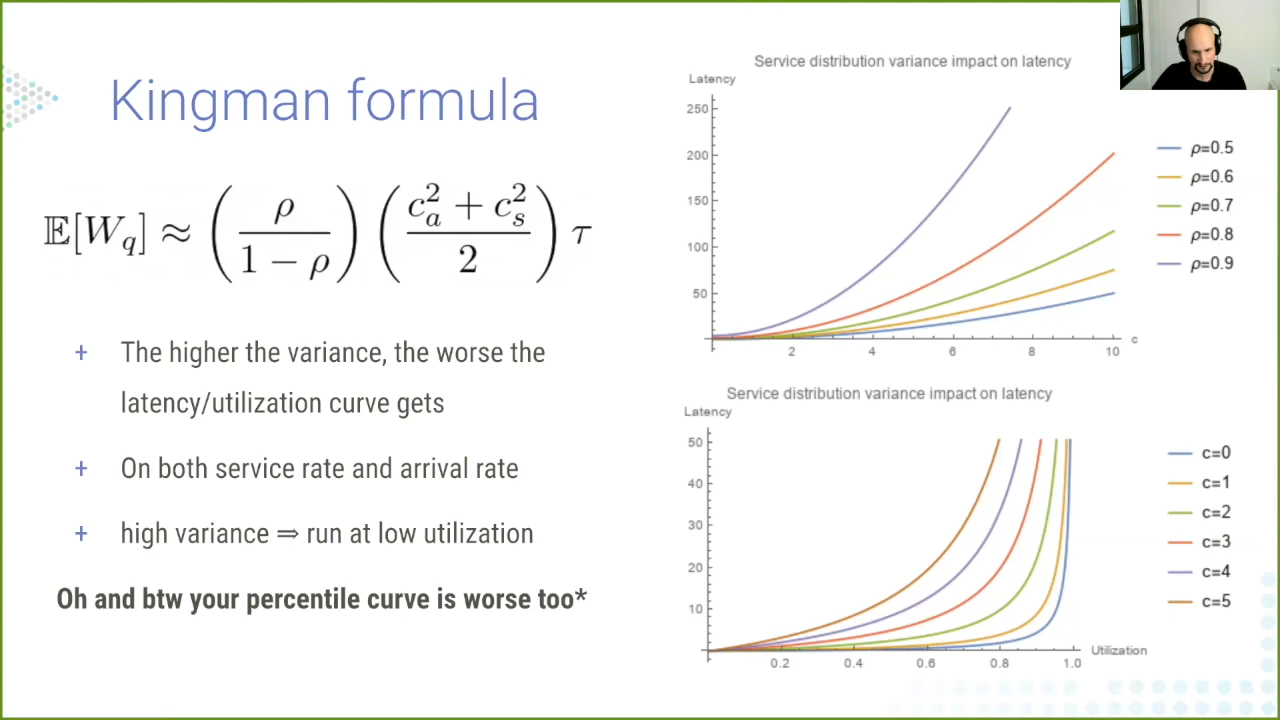 Kingman formula
𝔼[W_q] ≈ (ρ / (1 − ρ)) ((c_a^2 + c_s^2) / 2) τ
+ The higher the variance, the worse the
latency/utilization curve gets
+ On both service rate and arrival rate
+ high variance ⇒ run at low utilization
Oh and btw your percentile curve is worse too*
Service distribution variance impact on latency
Latency
250
200
150
100
50
2 4 6 8 10 c
ρ=0.5
ρ=0.6
ρ=0.7
ρ=0.8
ρ=0.9
Service distribution variance impact on latency
Latency
50
40
30
20
10
0.2 0.4 0.6 0.8 1.0 Utilization
c=0
c=1
c=2
c=3
c=4
c=5